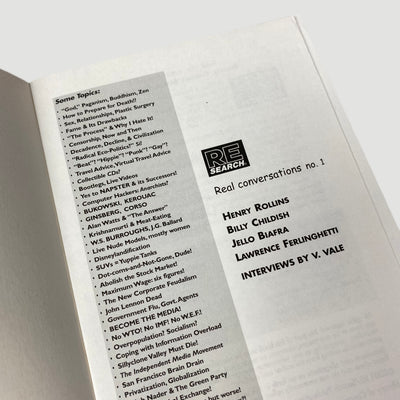 Some Topics:
• "God," Paganism, Buddhism, Zen
• How to Prepare for Death!!
• Sex, Relationships, Plastic Surgery
• Fame & Its Drawbacks
• "The Process" & Why I Hate It!
• Censorship, Now and Then
• Decadence, Decline, & Civilization
• "Radical Eco-Politics" SF
• "Beat"? "Hippie"? "Punk"? "Gay"?
• Travel Advice, Virtual Travel Advice
• Collectible CDs?
• Bootlegs, Live Videos
• Yes to NAPSTER & its Successors!
• Computer Hackers: Anarchists?
• BUKOWSKI, KEROUAC
• GINSBERG, CORSO
• Alan Watts & "The Answer"
• Krishnamurti & Meat-Eating
• W.S. BURROUGHS, J.G. Ballard
• Live Nude Models, mostly women
• Disneylandification
• SUVs = Yuppie Tanks
• Dot-coms and-Not-Gone, Dude!
• Abolish the Stock Market!
• Maximum Wage: six figures!
• The New Corporate Feudalism
• John Lennon Dead
• Government Flu, Govt. Agents
• BECOME THE MEDIA!
• No WTO! No IMF! No W.E.F.!
• Overpopulation? Socialism?
• Coping with Information Overload
• Sillyclone Valley Must Die!
• The Independent Media Movement
• San Francisco Brain Drain
• Privatization, Globalization
Nader & The Green Party
Exchange!
but worse!
RE
SEARCH
Real conversations no. 1
HENRY ROLLINS
BILLY CHILDISH
JELLO BIAFRA
LAWRENCE FERLINGHETTI
INTERVIEWS BY V. VALE